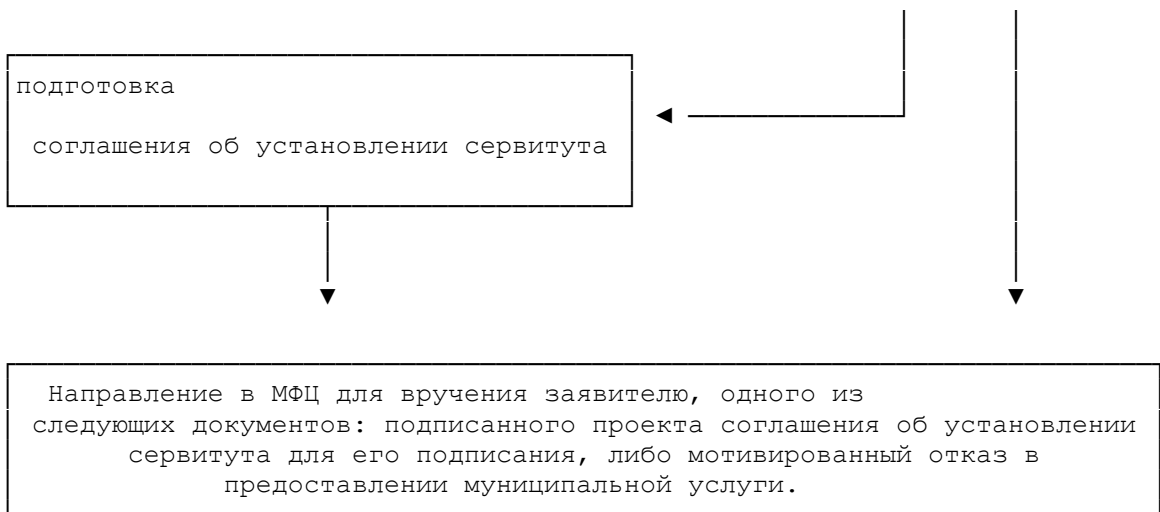 подготовка
соглашения об установлении сервитута
Направление в МФЦ для вручения заявителю, одного из
следующих документов: подписанного проекта соглашения об установлении
сервитута для его подписания, либо мотивированный отказ в
предоставлении муниципальной услуги.